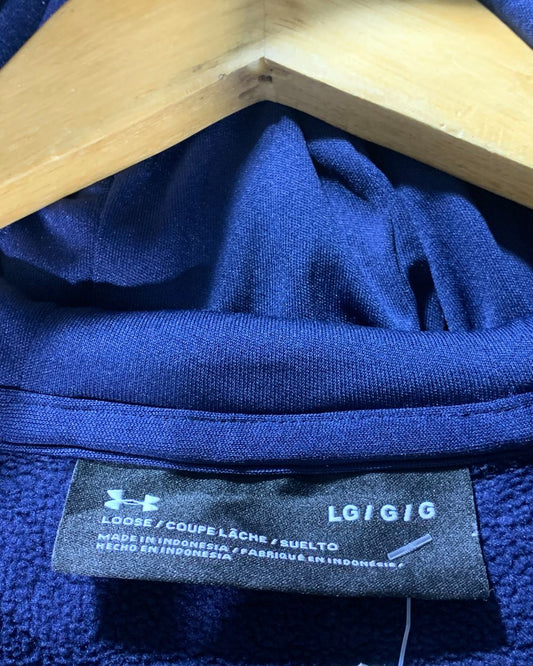 LG / G / G
LOOSE / COUPE LÂCHE / SUELTO
MADE IN INDONESIA
HECHO EN INDONESIA / FABRIQUÉ EN INDONÉSIE /